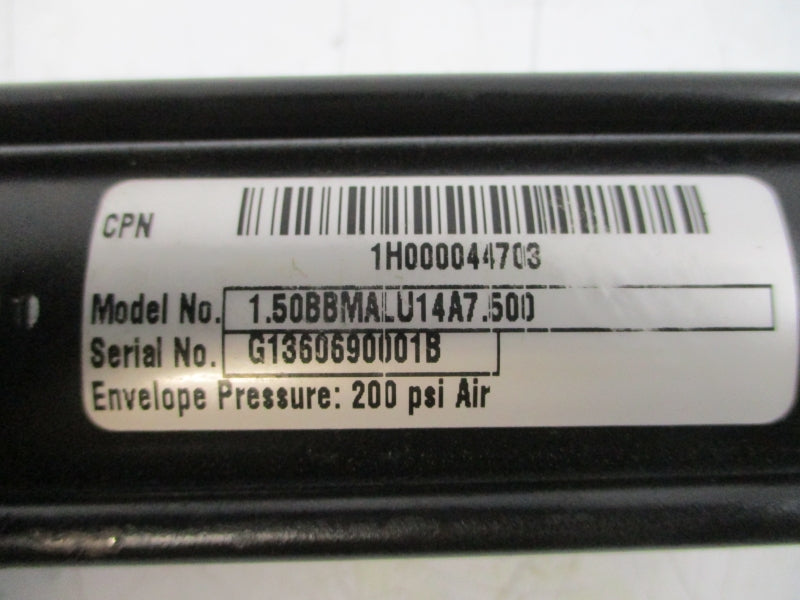 CPN
1H000044703
Model No. 1.50BBMALU14A7.500
Serial No. G1360690001B
Envelope Pressure: 200 psi Air